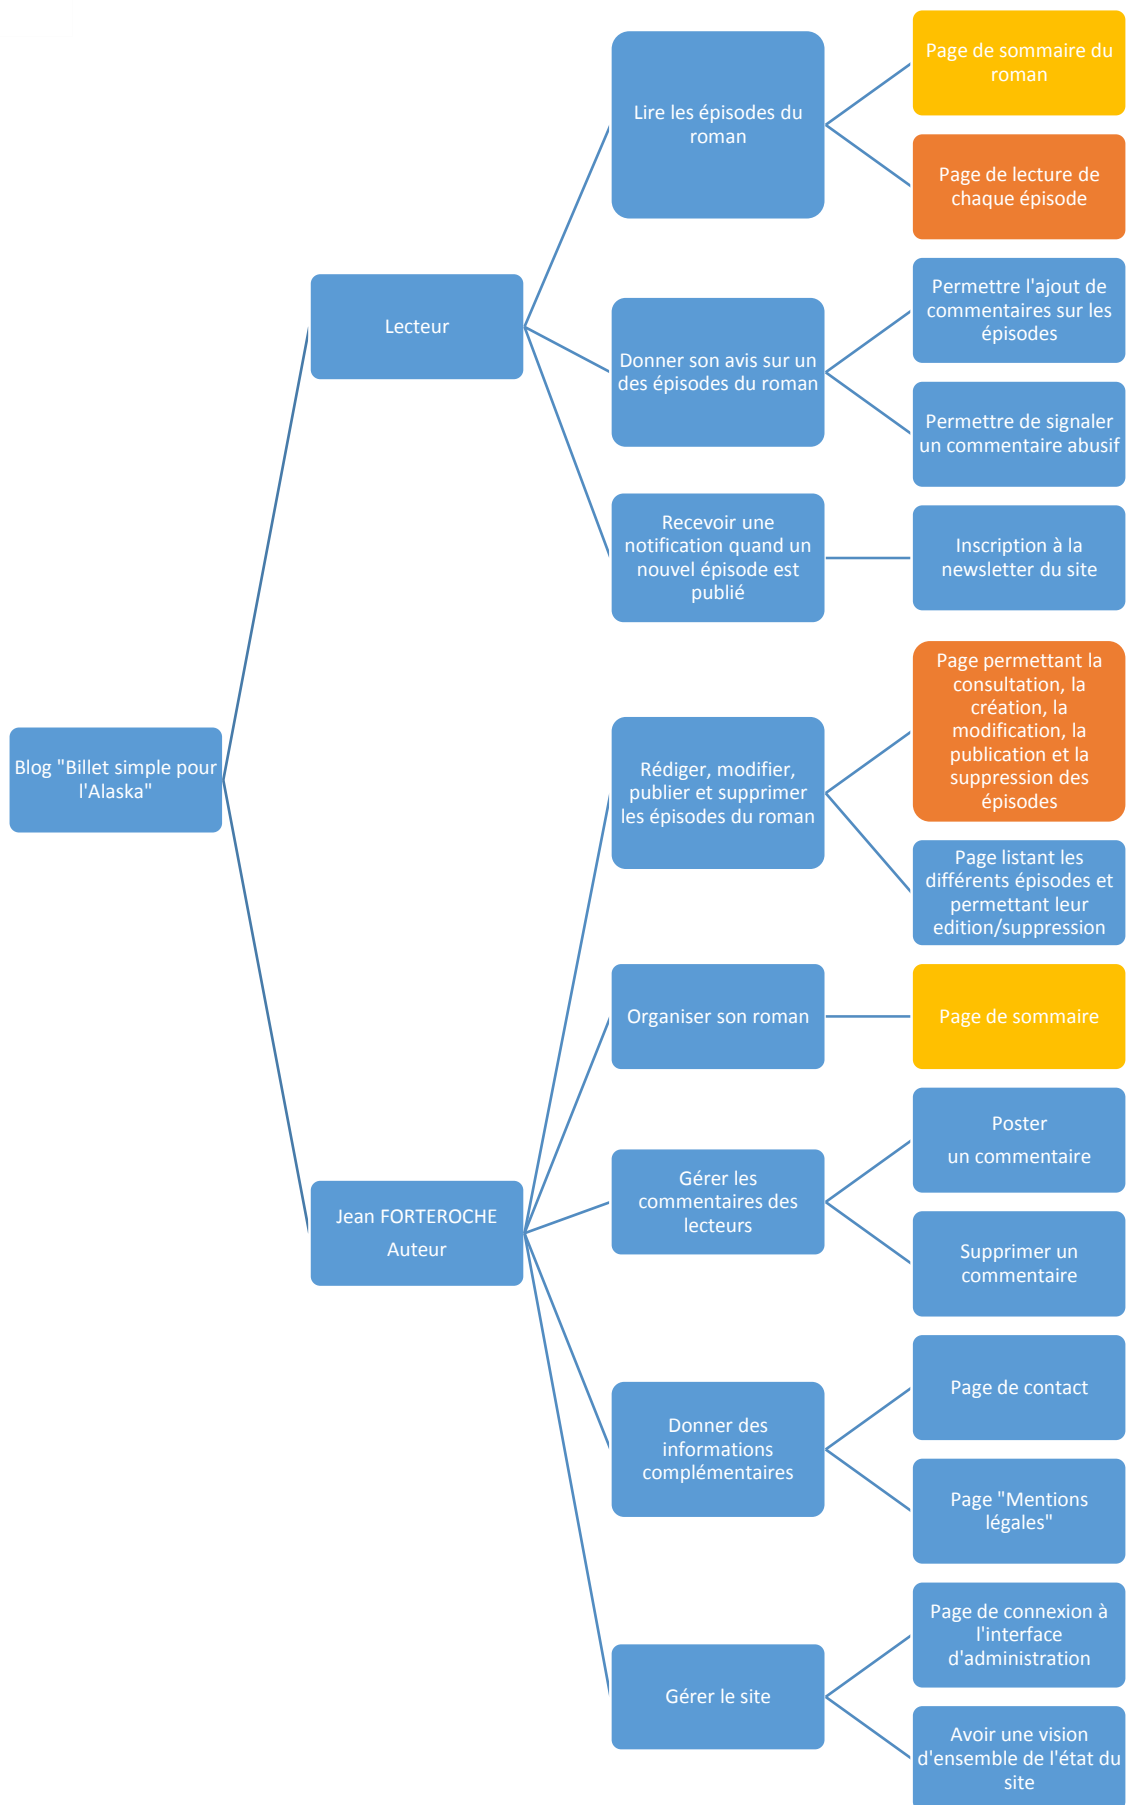 Blog "Billet simple pour
l'Alaska"
Lecteur
Lire les épisodes du
roman
Page de sommaire du
roman
Page de lecture de
chaque épisode
Donner son avis sur un
des épisodes du roman
Permettre l'ajout de
commentaires sur les
épisodes
Permettre de signaler
un commentaire abusif
Recevoir une
notification quand un
nouvel épisode est
publié
Inscription à la
newsletter du site
Jean FORTEROCHE
Auteur
Rédiger, modifier,
publier et supprimer
les épisodes du roman
Page permettant la
consultation, la
création, la
modification, la
publication et la
suppression des
épisodes
Page listant les
différents épisodes et
permettant leur
edition/suppression
Organiser son roman
Page de sommaire
Gérer les
commentaires des
lecteurs
Poster
un commentaire
Supprimer un
commentaire
Donner des
informations
complémentaires
Page de contact
Page "Mentions
légales"
Gérer le site
Page de connexion à
l'interface
d'administration
Avoir une vision
d'ensemble de l'état du
site